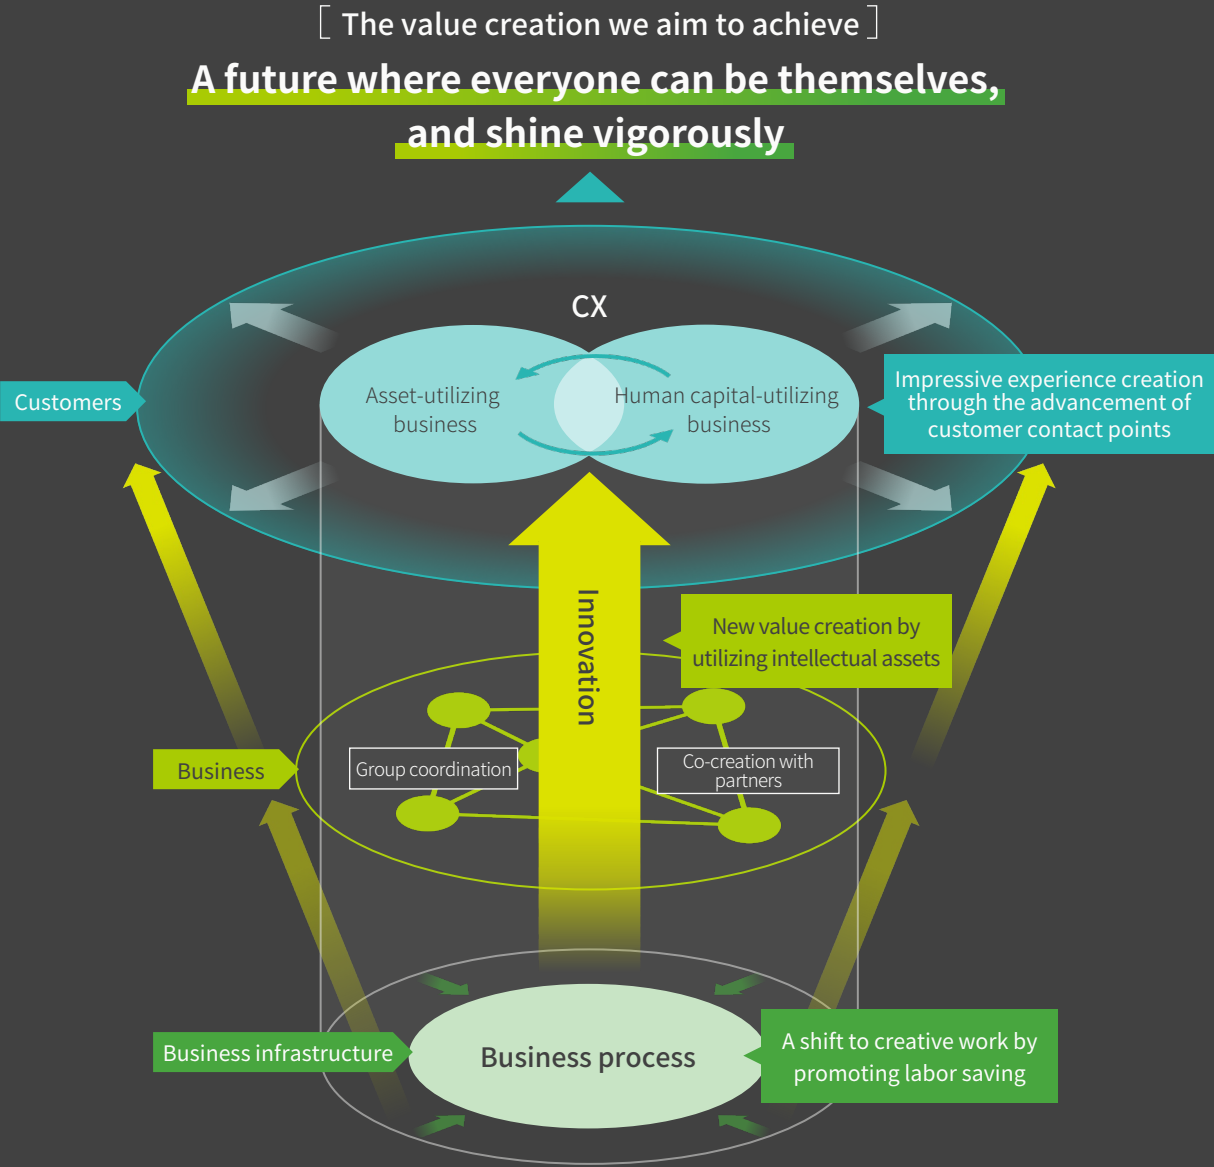 [ The value creation we aim to achieve ]
A future where everyone can be themselves,
and shine vigorously
CX
Asset-utilizing
business
Human capital-utilizing
business
Customers
Impressive experience creation
through the advancement of
customer contact points
Innovation
New value creation by
utilizing intellectual assets
Business
Group coordination
Co-creation with
partners
Business infrastructure
Business process
A shift to creative work by
promoting labor saving